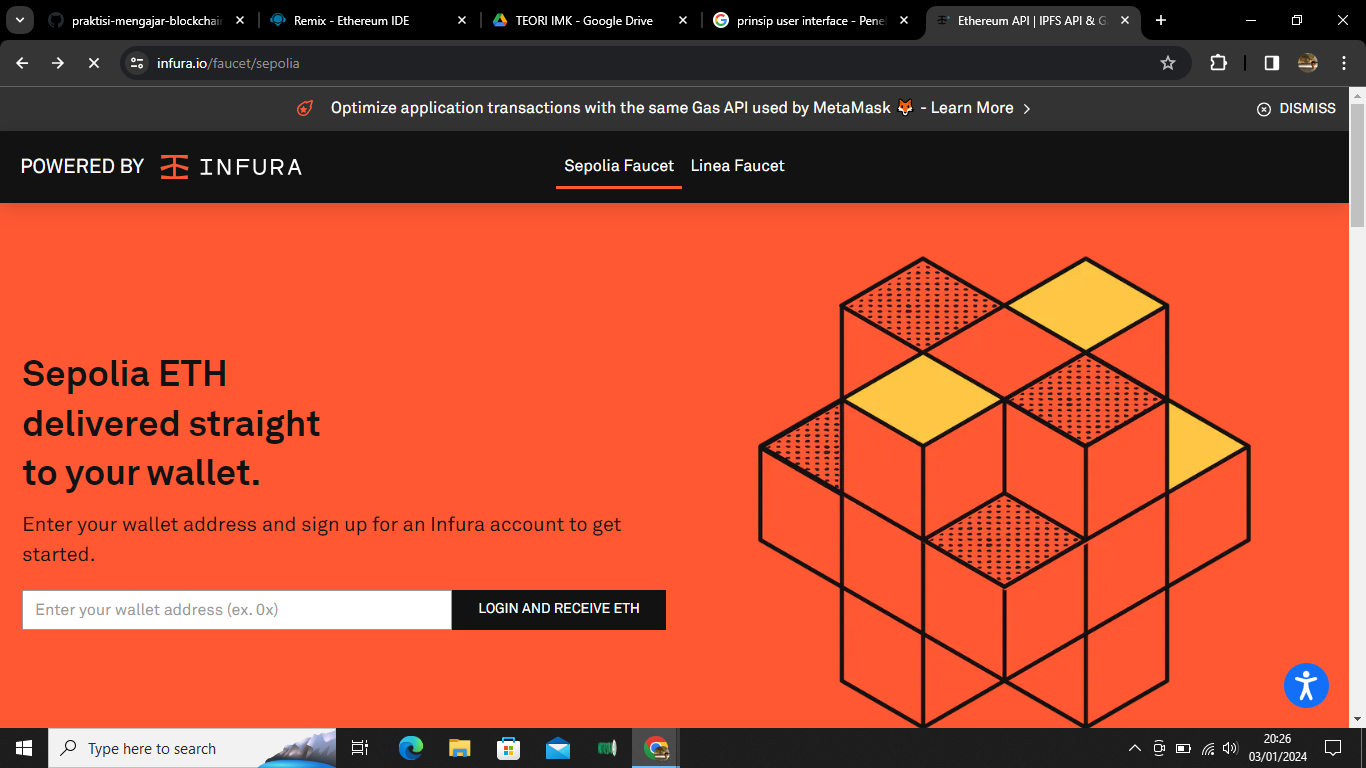 praktisi-mengajar-blockchai
Remix - Ethereum IDE
TEORI IMK - Google Drive
prinsip user interface - Pene
Ethereum API | IPFS API & G
infura.io/faucet/sepolia
Optimize application transactions with the same Gas API used by MetaMask 🦊 - Learn More
DISMISS
POWERED BY INFURA
Sepolia Faucet
Linea Faucet
Sepolia ETH
delivered straight
to your wallet.
Enter your wallet address and sign up for an Infura account to get
started.
Enter your wallet address (ex. 0x)
LOGIN AND RECEIVE ETH
Type here to search
20:26
03/01/2024